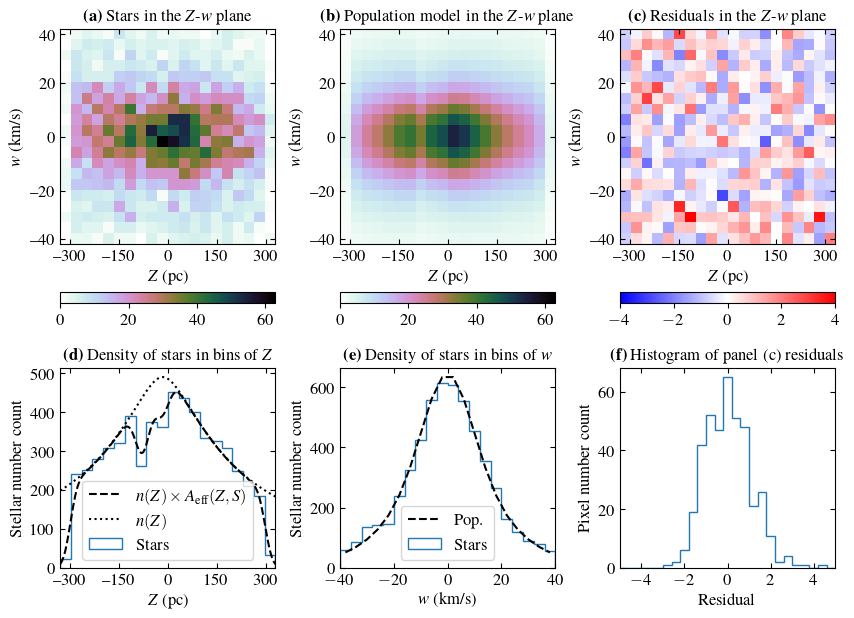 (a) Stars in the Z-w plane
(b) Population model in the Z-w plane
(c) Residuals in the Z-w plane
40
20
0
−20
−40
w (km/s)
−300 −150 0 150 300
Z (pc)
0 20 40 60
40
20
0
−20
−40
w (km/s)
−300 −150 0 150 300
Z (pc)
0 20 40 60
40
20
0
−20
−40
w (km/s)
−300 −150 0 150 300
Z (pc)
−4 −2 0 2 4
(d) Density of stars in bins of Z
500
400
300
200
100
0
Stellar number count
n(Z) × A_eff(Z, S)
n(Z)
Stars
−300 −150 0 150 300
Z (pc)
(e) Density of stars in bins of w
600
400
200
0
Stellar number count
Pop.
Stars
−40 −20 0 20 40
w (km/s)
(f) Histogram of panel (c) residuals
60
40
20
0
Pixel number count
−4 −2 0 2 4
Residual